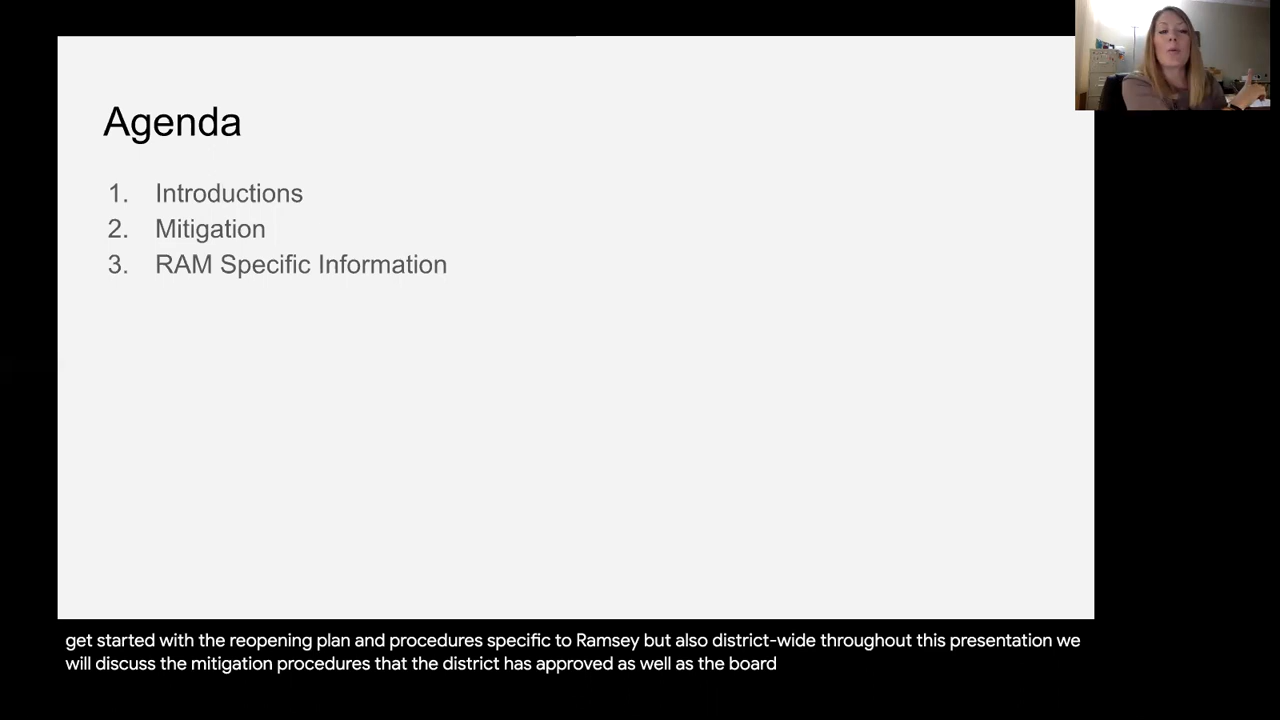 Agenda
1. Introductions
2. Mitigation
3. RAM Specific Information
get started with the reopening plan and procedures specific to Ramsey but also district-wide throughout this presentation we
will discuss the mitigation procedures that the district has approved as well as the board